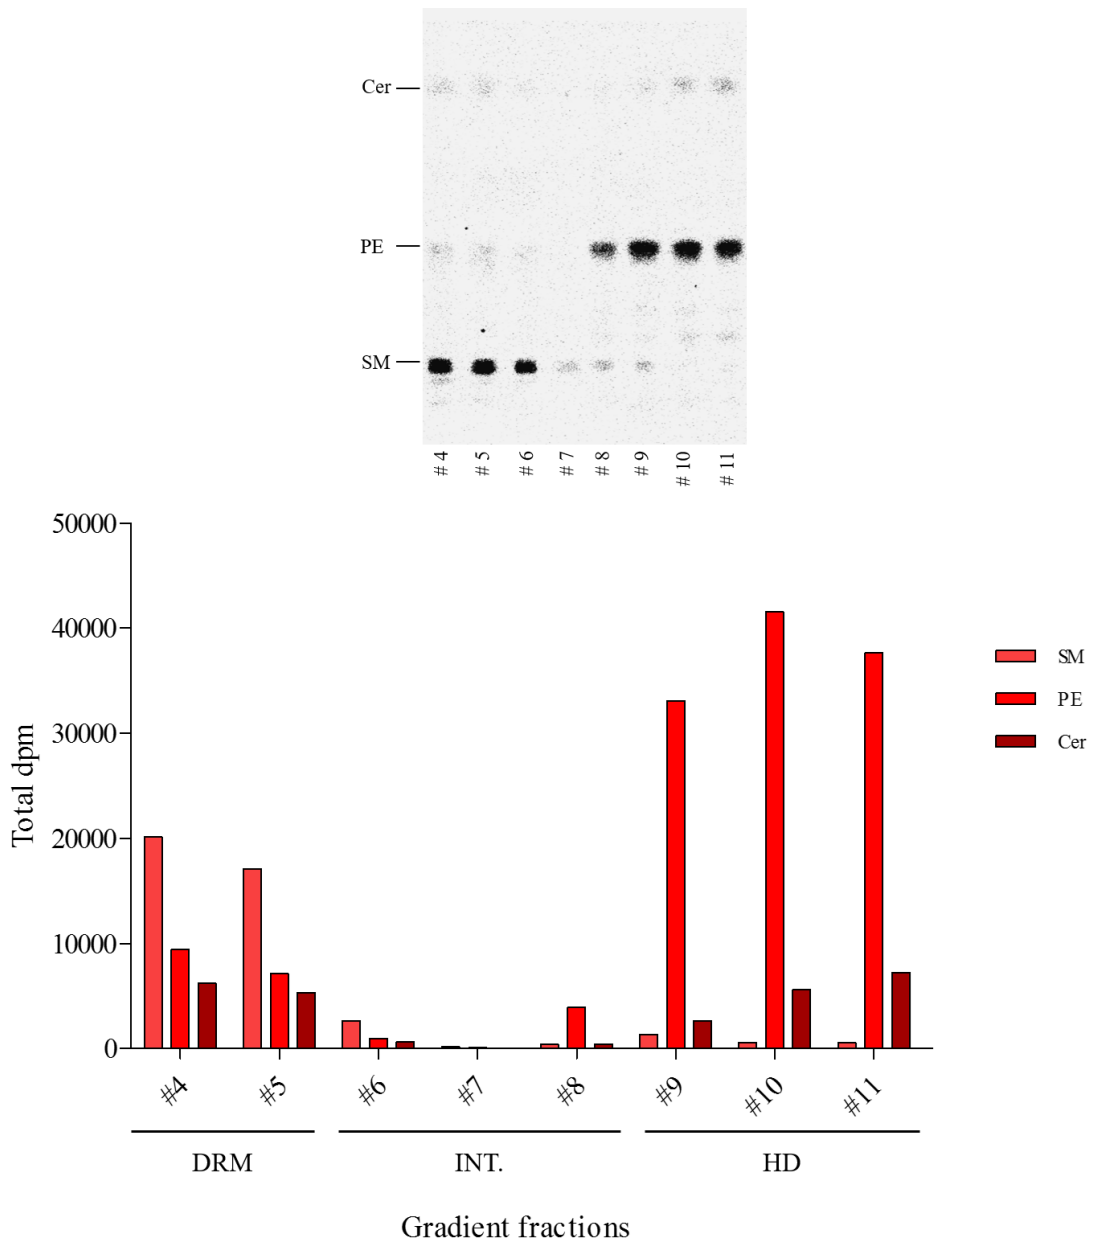 Cer
PE
SM
# 4
# 5
# 6
# 7
# 8
# 9
# 10
# 11
50000
40000
30000
20000
10000
0
Total dpm
SM
PE
Cer
#4
#5
#6
#7
#8
#9
#10
#11
DRM
INT.
HD
Gradient fractions